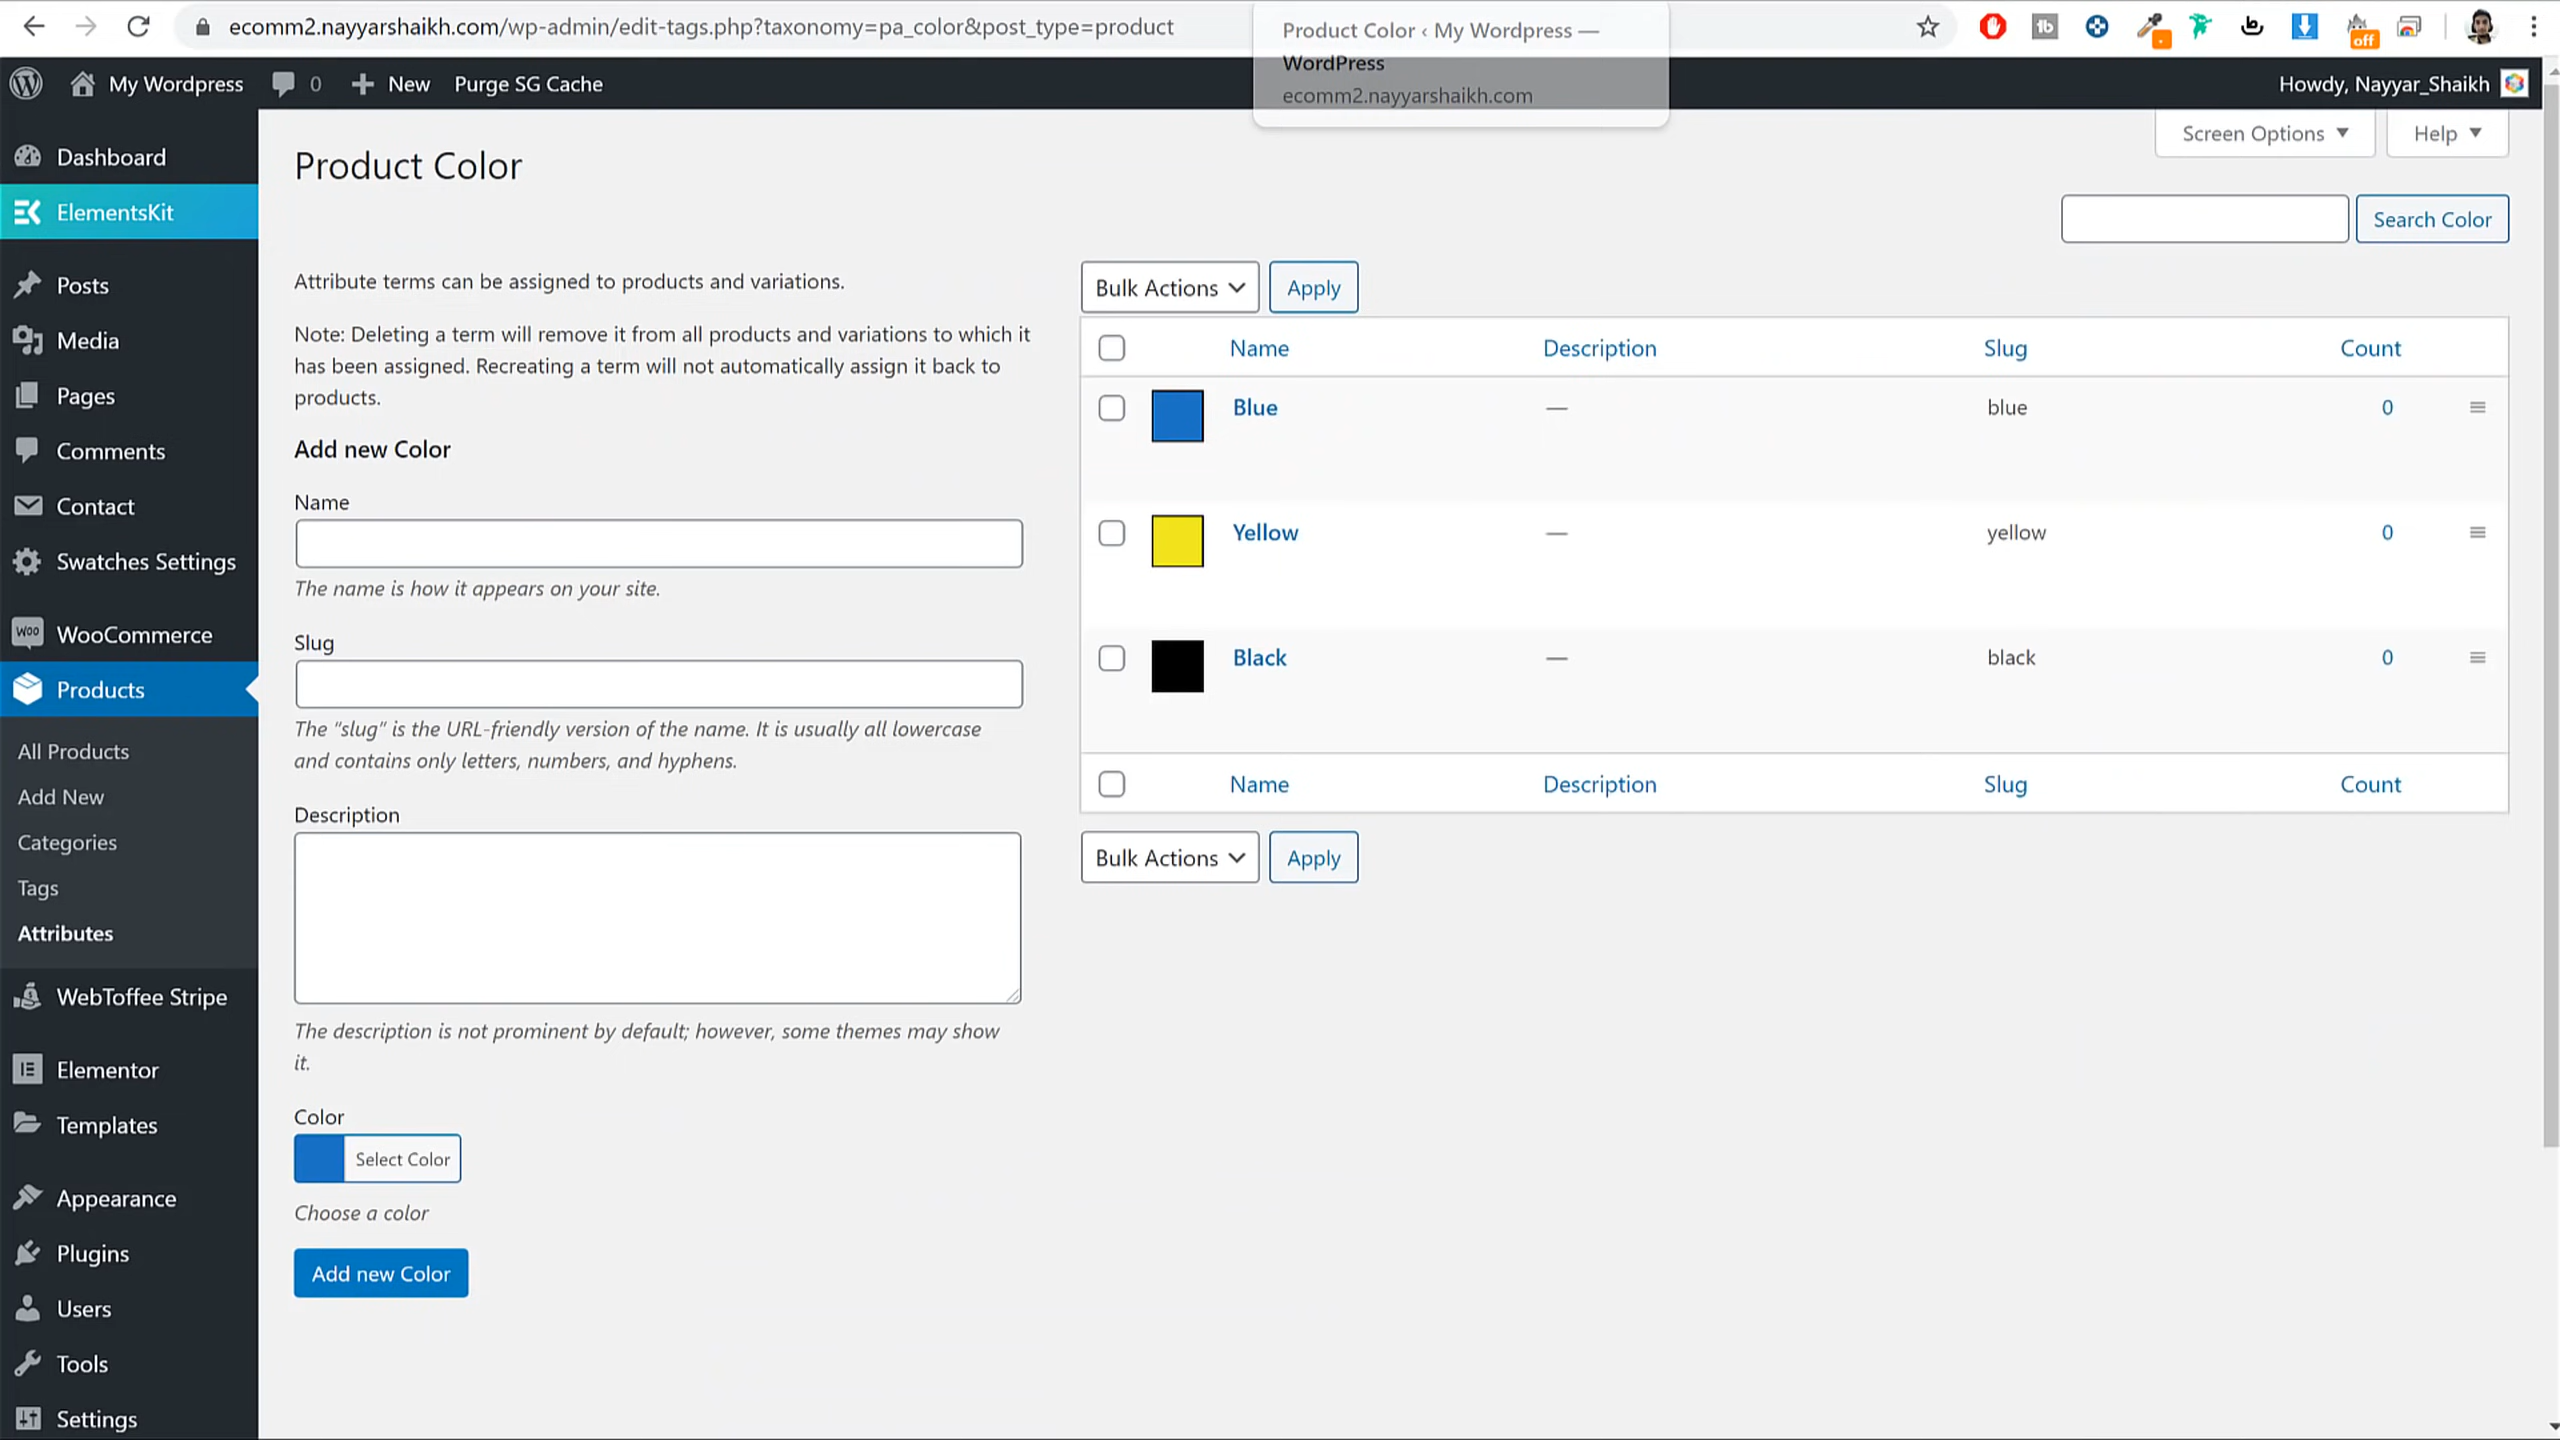 ecomm2.nayyarshaikh.com/wp-admin/edit-tags.php?taxonomy=pa_color&post_type=product
Product Color ‹ My Wordpress —
WordPress
ecomm2.nayyarshaikh.com
off
My Wordpress
0
New
Purge SG Cache
Howdy, Nayyar_Shaikh
Screen Options
Help
Dashboard
ElementsKit
Posts
Media
Pages
Comments
Contact
Swatches Settings
WooCommerce
Products
All Products
Add New
Categories
Tags
Attributes
WebToffee Stripe
Elementor
Templates
Appearance
Plugins
Users
Tools
Settings
Product Color
Search Color
Attribute terms can be assigned to products and variations.
Note: Deleting a term will remove it from all products and variations to which it
has been assigned. Recreating a term will not automatically assign it back to
products.
Add new Color
Name
The name is how it appears on your site.
Slug
The “slug” is the URL-friendly version of the name. It is usually all lowercase
and contains only letters, numbers, and hyphens.
Description
The description is not prominent by default; however, some themes may show
it.
Color
Select Color
Choose a color
Add new Color
Bulk Actions
Apply
Name Description Slug Count
Blue — blue 0
Yellow — yellow 0
Black — black 0
Name Description Slug Count
Bulk Actions
Apply